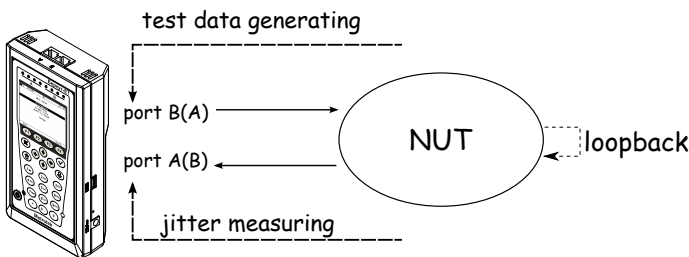 test data generating
port B(A)
NUT
loopback
port A(B)
jitter measuring